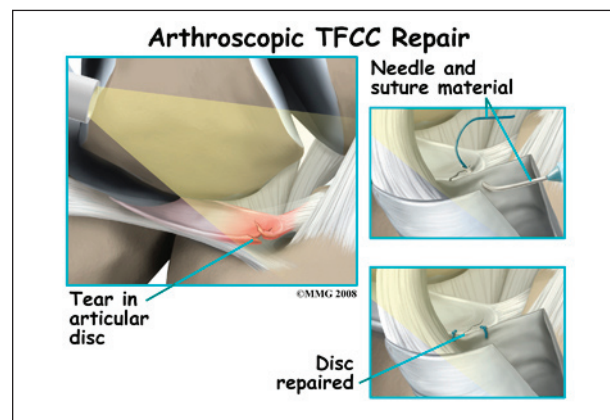 Arthroscopic TFCC Repair
Needle and
suture material
©MMG 2008
Tear in
articular
disc
Disc
repaired